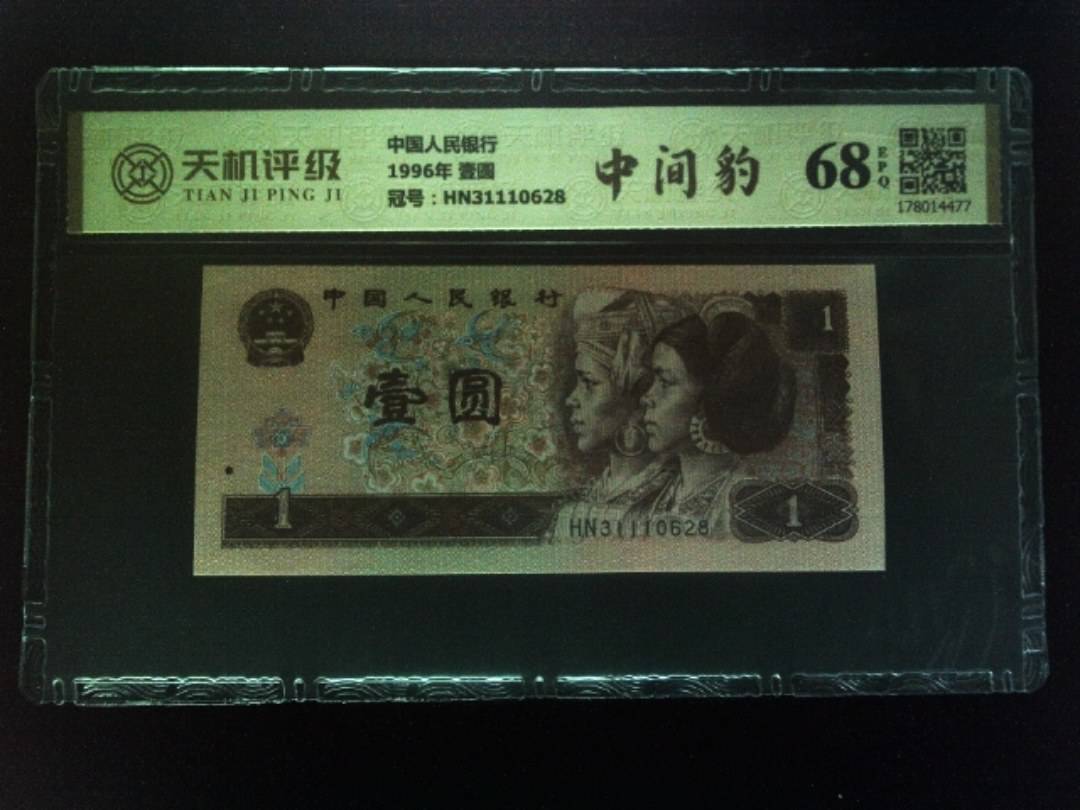 天机评级
TIAN JI PING JI
中国人民银行
1996年 壹圆
冠号：HN31110628
中间豹
68
EPQ
178014477
中国人民银行
壹圆
1
1
1
HN31110628